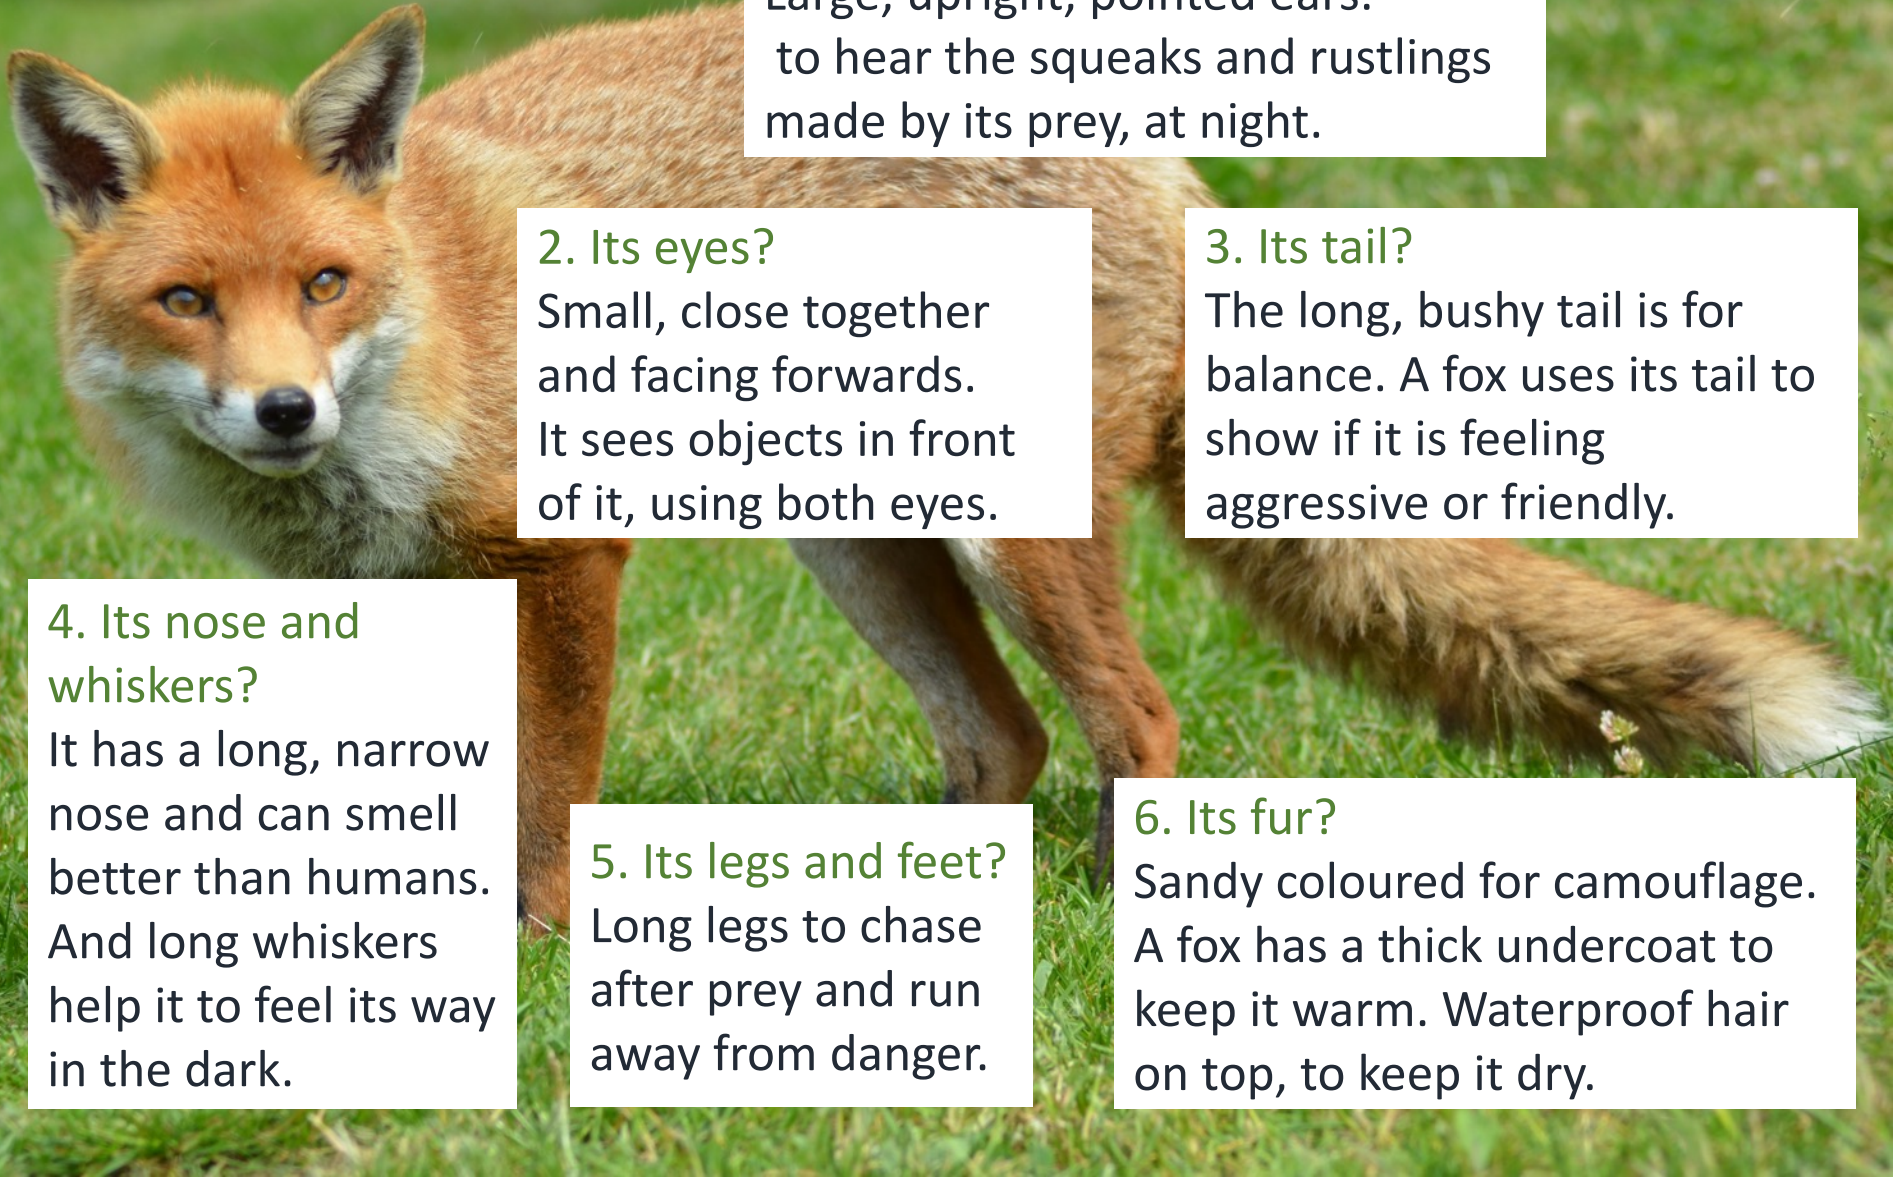 Large, upright, pointed ears.
to hear the squeaks and rustlings
made by its prey, at night.
2. Its eyes?
Small, close together
and facing forwards.
It sees objects in front
of it, using both eyes.
3. Its tail?
The long, bushy tail is for
balance. A fox uses its tail to
show if it is feeling
aggressive or friendly.
4. Its nose and
whiskers?
It has a long, narrow
nose and can smell
better than humans.
And long whiskers
help it to feel its way
in the dark.
5. Its legs and feet?
Long legs to chase
after prey and run
away from danger.
6. Its fur?
Sandy coloured for camouflage.
A fox has a thick undercoat to
keep it warm. Waterproof hair
on top, to keep it dry.